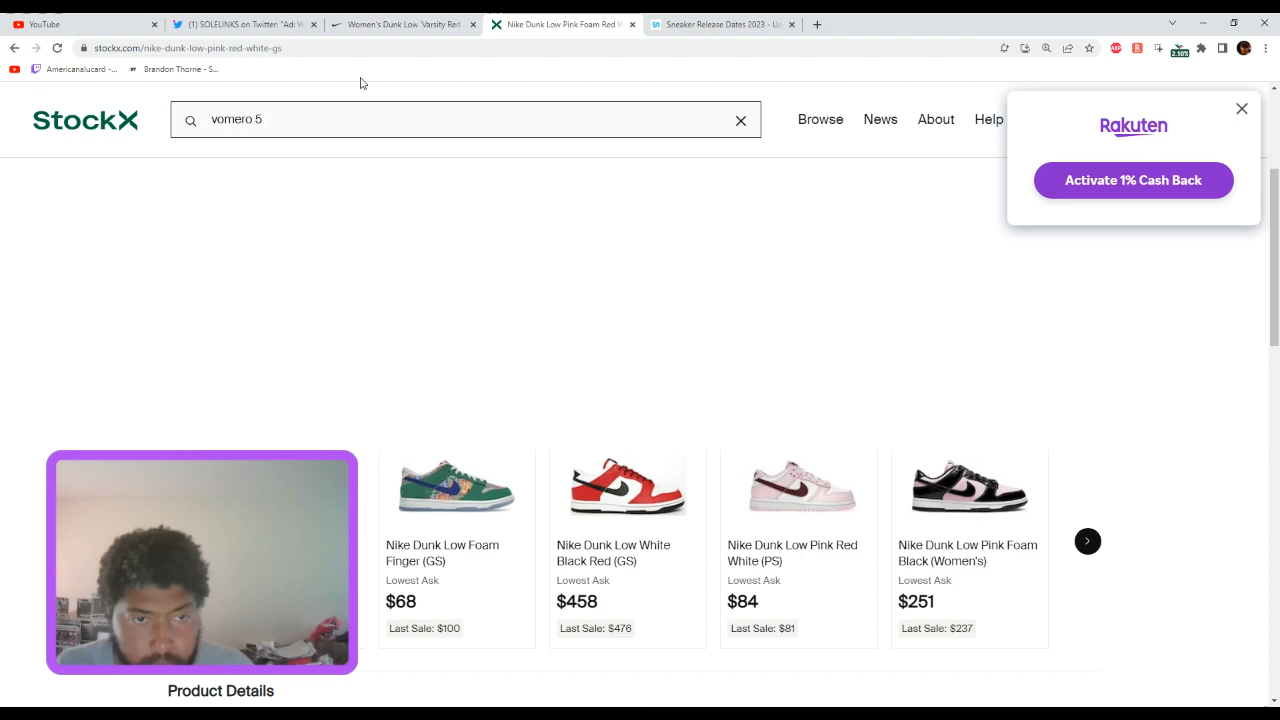 YouTube
(1) $OLELINKS on Twitter: "Ad: W
Women's Dunk Low 'Varsity Red
Nike Dunk Low Pink Foam Red W
Sneaker Release Dates 2023 - Up
stockx.com/nike-dunk-low-pink-red-white-gs
ABP
R
2.10%
Americanalucard -...
BT
Brandon Thorne - S...
StockX
vomero 5
Browse
News
About
Help
Rakuten
Activate 1% Cash Back
Nike Dunk Low Foam
Finger (GS)
Lowest Ask
$68
Last Sale: $100
Nike Dunk Low White
Black Red (GS)
Lowest Ask
$458
Last Sale: $476
Nike Dunk Low Pink Red
White (PS)
Lowest Ask
$84
Last Sale: $81
Nike Dunk Low Pink Foam
Black (Women's)
Lowest Ask
$251
Last Sale: $237
Product Details